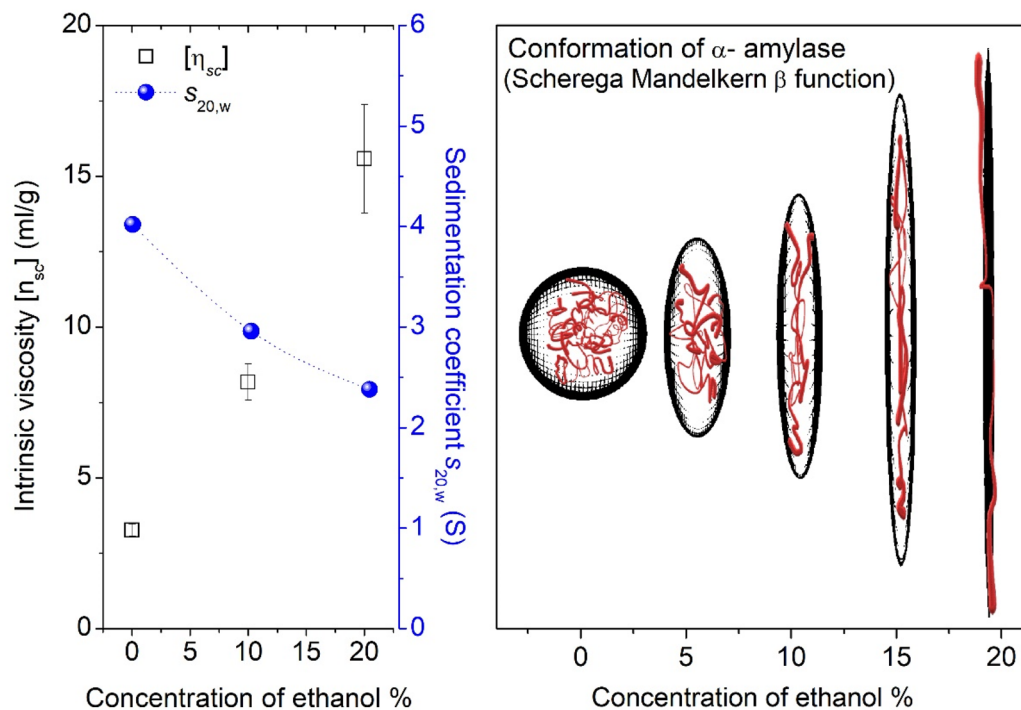 [η_sc]
S_20,w
Intrinsic viscosity [n_sc] (ml/g)
20
15
10
5
0
6
5
4
3
2
1
0
Sedimentation coefficient s_20,w (S)
0 5 10 15 20
Concentration of ethanol %
Conformation of α- amylase
(Scherega Mandelkern β function)
0 5 10 15 20
Concentration of ethanol %